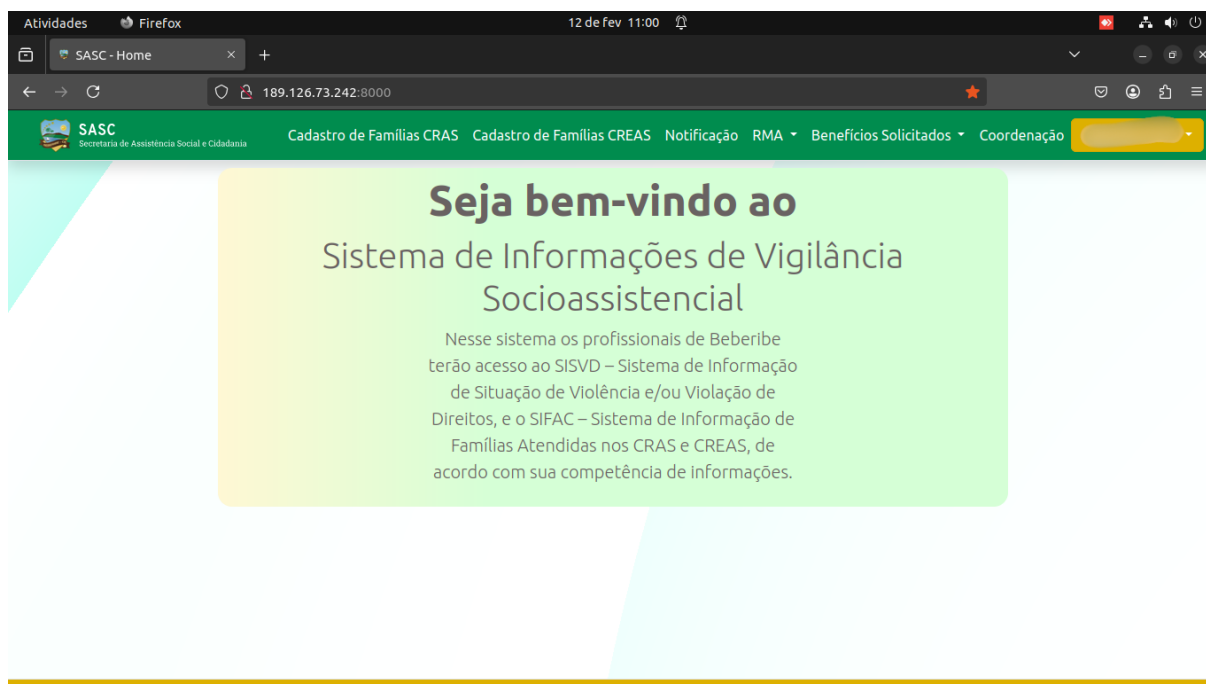 Atividades Firefox 12 de fev 11:00
SASC - Home
189.126.73.242:8000
SASC
Secretaria de Assistência Social e Cidadania
Cadastro de Famílias CRAS Cadastro de Famílias CREAS Notificação RMA Benefícios Solicitados Coordenação
Seja bem-vindo ao
Sistema de Informações de Vigilância
Socioassistencial
Nesse sistema os profissionais de Beberibe
terão acesso ao SISVD – Sistema de Informação
de Situação de Violência e/ou Violação de
Direitos, e o SIFAC – Sistema de Informação de
Famílias Atendidas nos CRAS e CREAS, de
acordo com sua competência de informações.